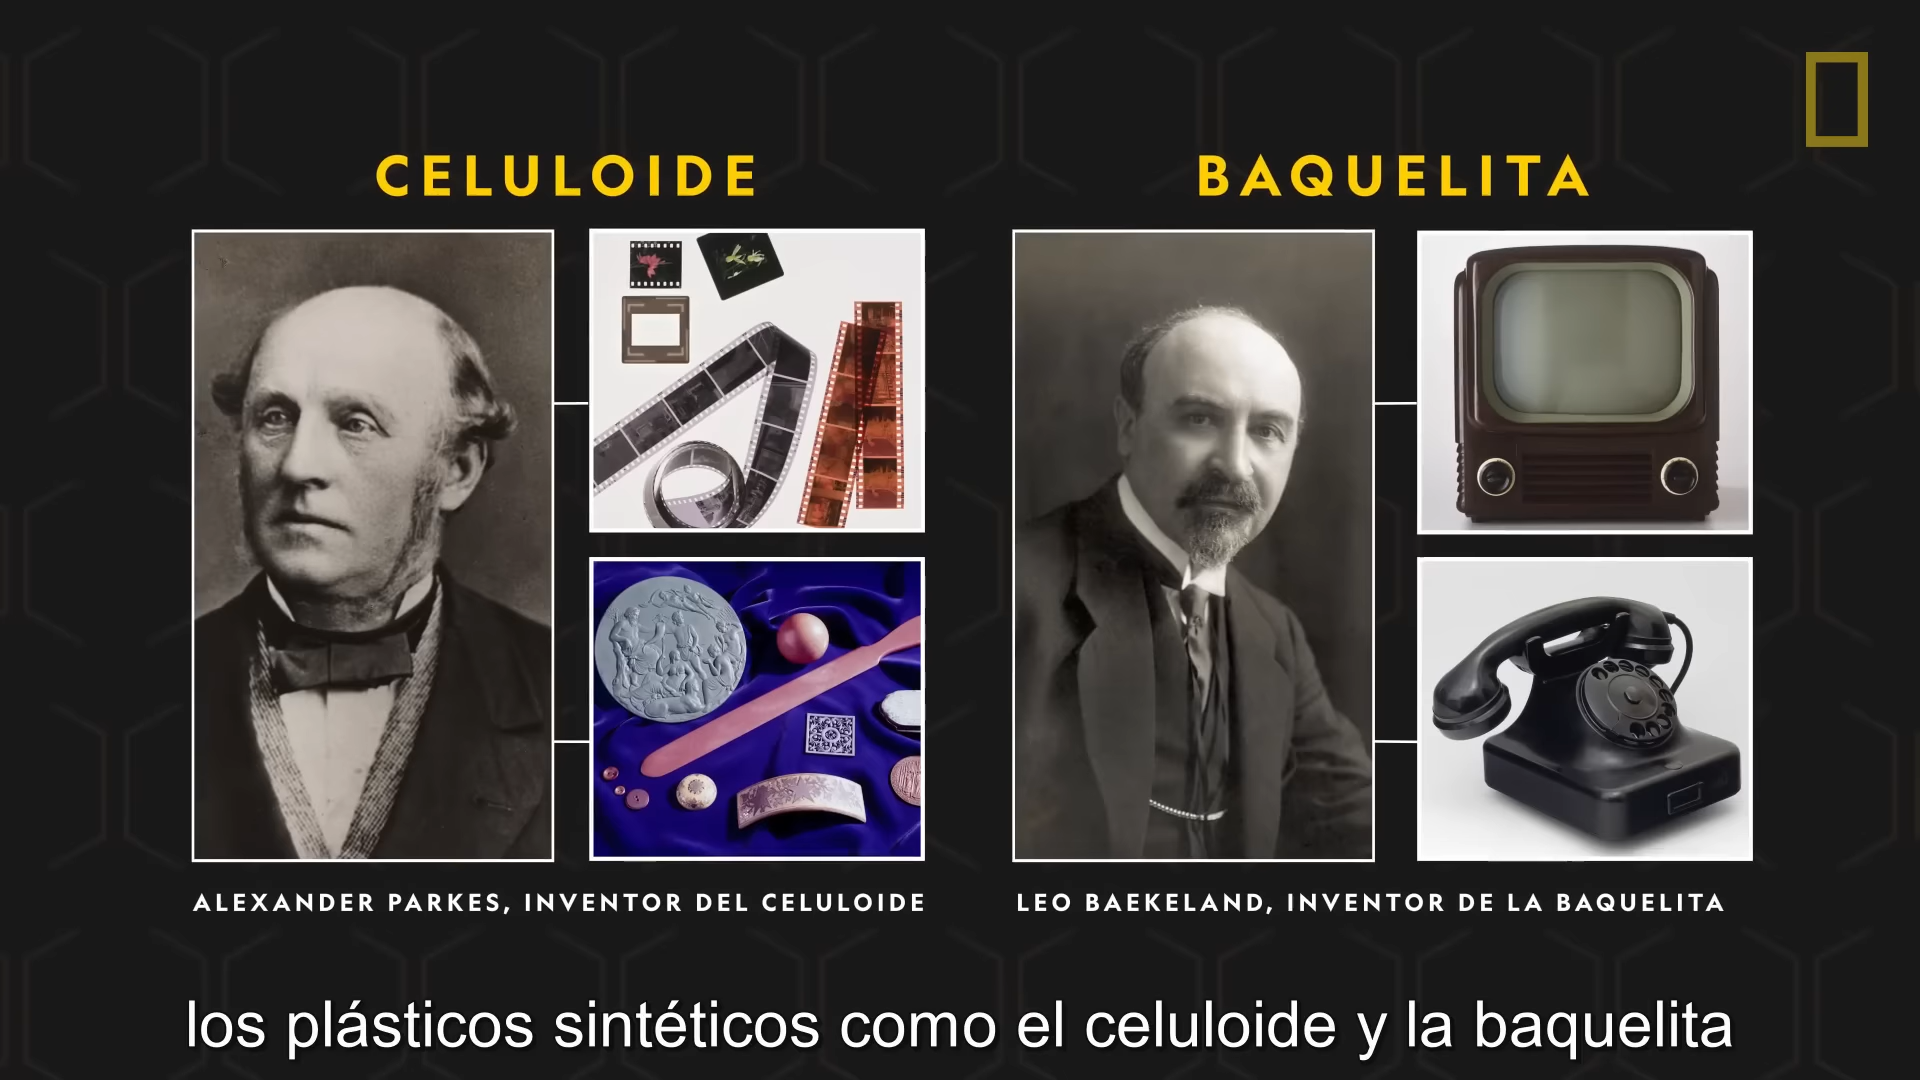 CELULOIDE
BAQUELITA
ALEXANDER PARKES, INVENTOR DEL CELULOIDE
LEO BAEKELAND, INVENTOR DE LA BAQUELITA
los plásticos sintéticos como el celuloide y la baquelita